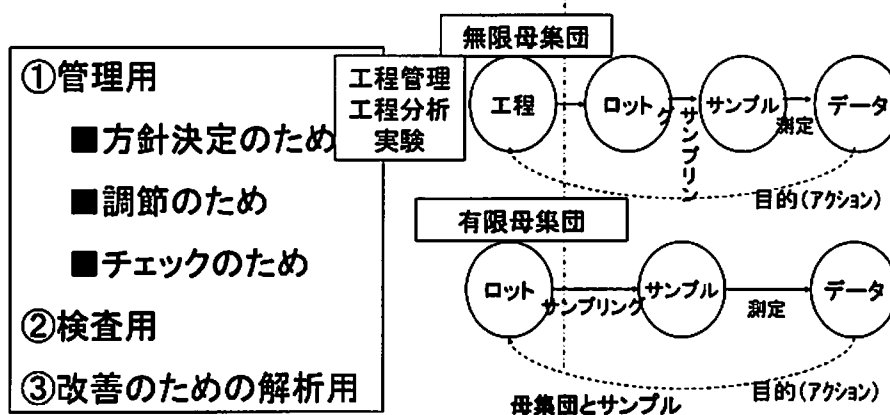 ①管理用
■方針決定のため
■調節のため
■チェックのため
②検査用
③改善のための解析用
工程管理
工程分析
実験
無限母集団
工程
ロット
サンプリング
サンプル
測定
データ
目的(アクション)
有限母集団
ロット
サンプリング
サンプル
測定
データ
目的(アクション)
母集団とサンプル